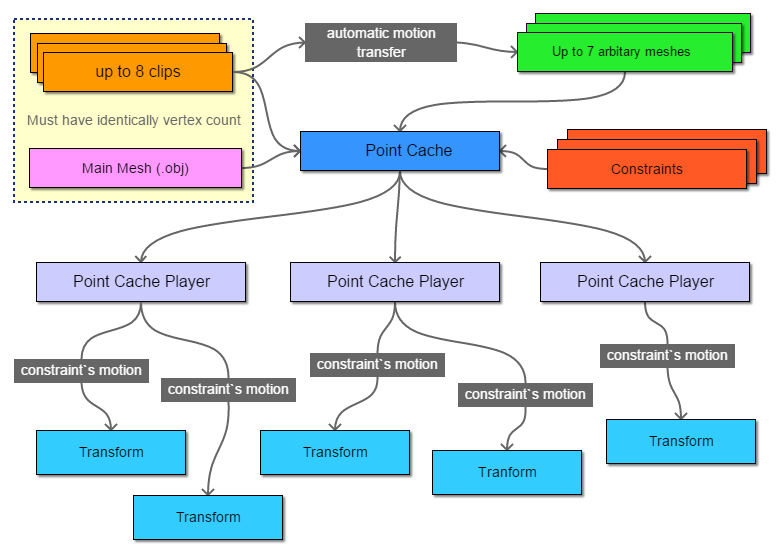 automatic motion
transfer
up to 8 clips
Up to 7 arbitary meshes
Must have identically vertex count
Main Mesh (.obj)
Point Cache
Constraints
Point Cache Player
Point Cache Player
Point Cache Player
constraint`s motion
constraint`s motion
constraint`s motion
constraint`s motion
constraint`s motion
Transform
Transform
Transform
Tranform
Transform